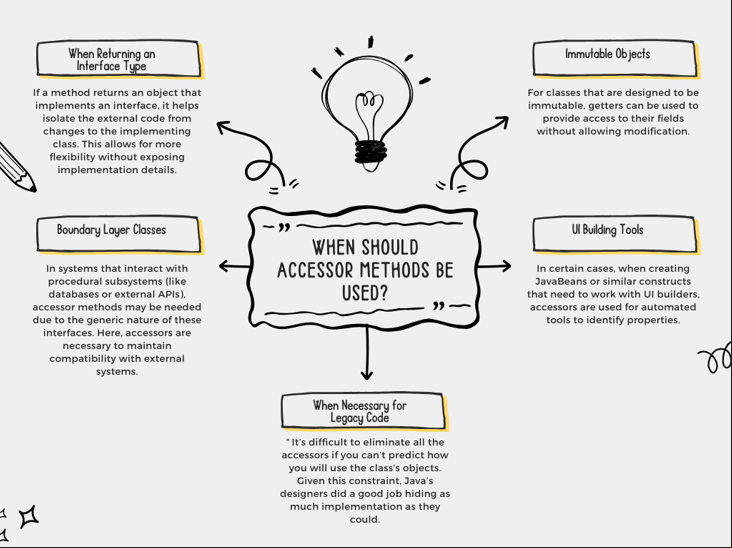 When Returning an
Interface Type
If a method returns an object that
implements an interface, it helps
isolate the external code from
changes to the implementing
class. This allows for more
flexibility without exposing
implementation details.
Immutable Objects
For classes that are designed to be
immutable, getters can be used to
provide access to their fields
without allowing modification.
Boundary Layer Classes
In systems that interact with
procedural subsystems (like
databases or external APIs),
accessor methods may be needed
due to the generic nature of these
interfaces. Here, accessors are
necessary to maintain
compatibility with external
systems.
WHEN SHOULD
ACCESSOR METHODS BE
USED?
UI Building Tools
In certain cases, when creating
JavaBeans or similar constructs
that need to work with UI builders,
accessors are used for automated
tools to identify properties.
When Necessary for
Legacy Code
" It's difficult to eliminate all the
accessors if you can't predict how
you will use the class's objects.
Given this constraint, Java's
designers did a good job hiding as
much implementation as they
could.